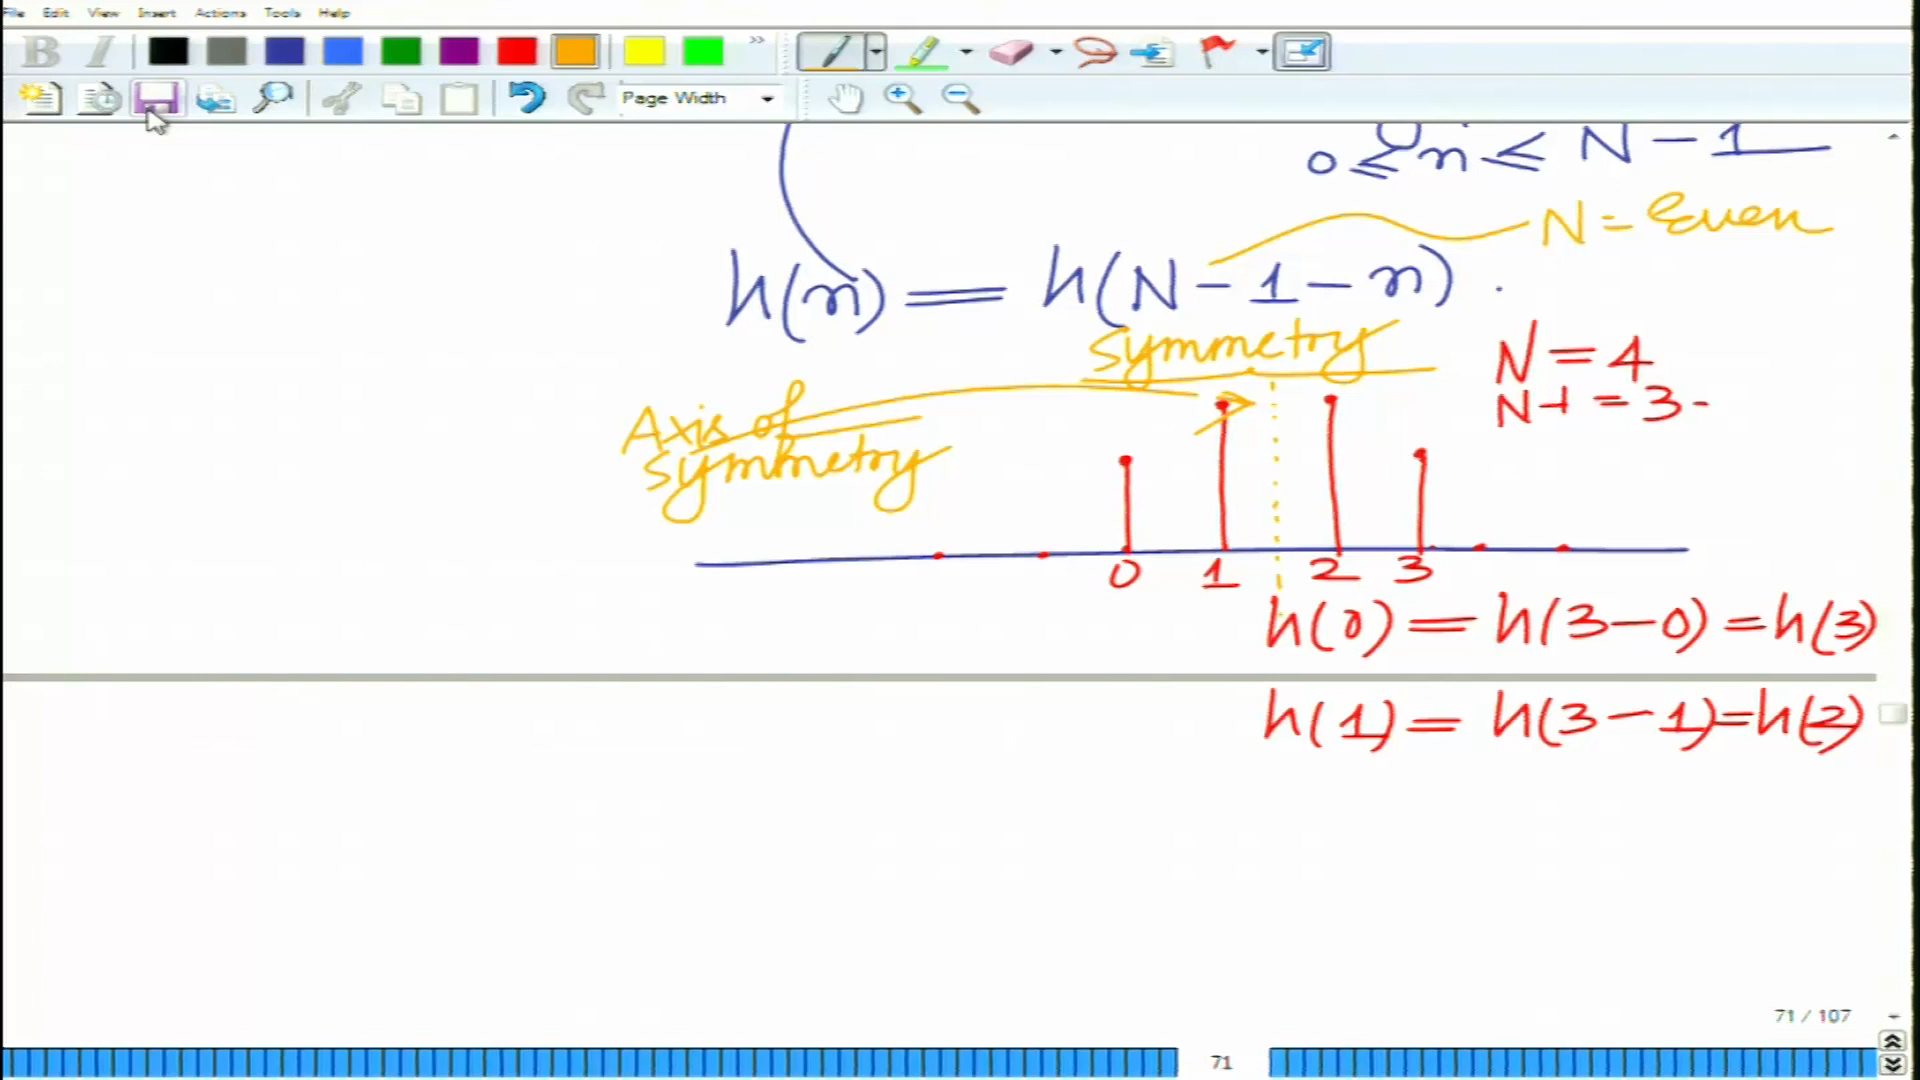 File Edit View Insert Actions Tools Help
B I
Page Width
0 ≤ n ≤ N - 1
N = Even
h(n) = h(N - 1 - n) .
Symmetry
N = 4
N-1 = 3 -
Axis of
symmetry
0 1 2 3
h(0) = h(3-0) = h(3)
h(1) = h(3-1) = h(2)
71 / 107
71